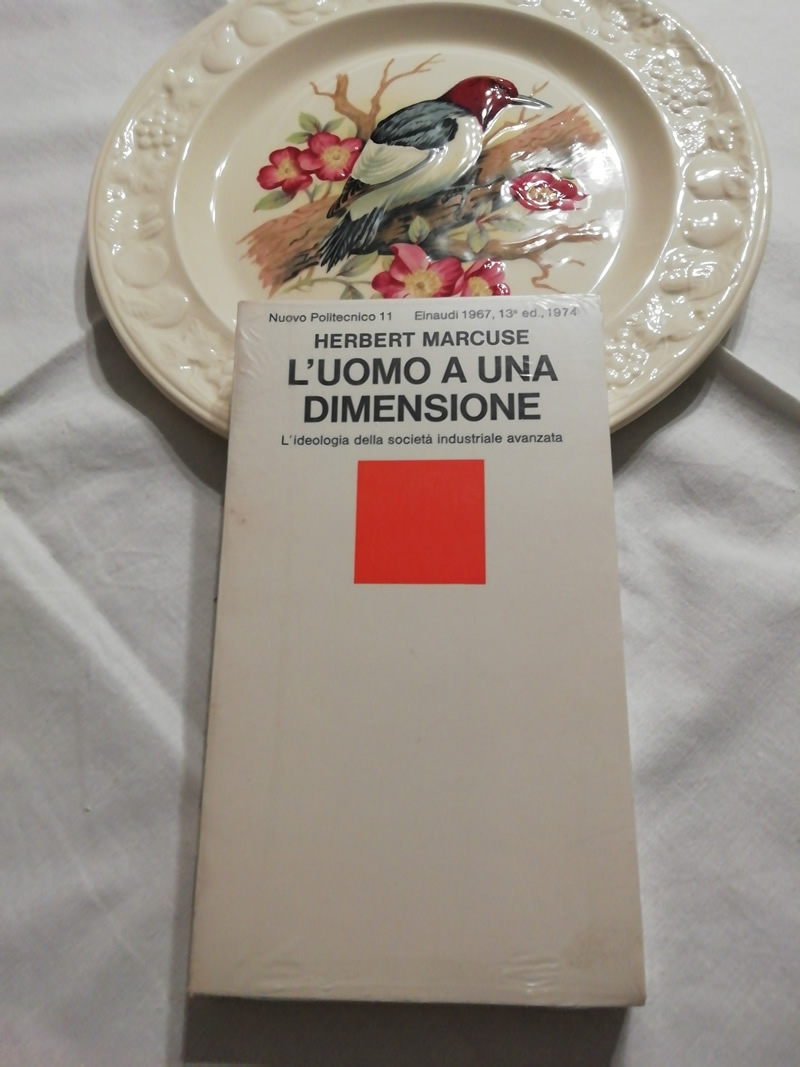 Nuovo Politecnico 11 Einaudi 1967, 13ª ed., 1974
HERBERT MARCUSE
L'UOMO A UNA
DIMENSIONE
L'ideologia della società industriale avanzata